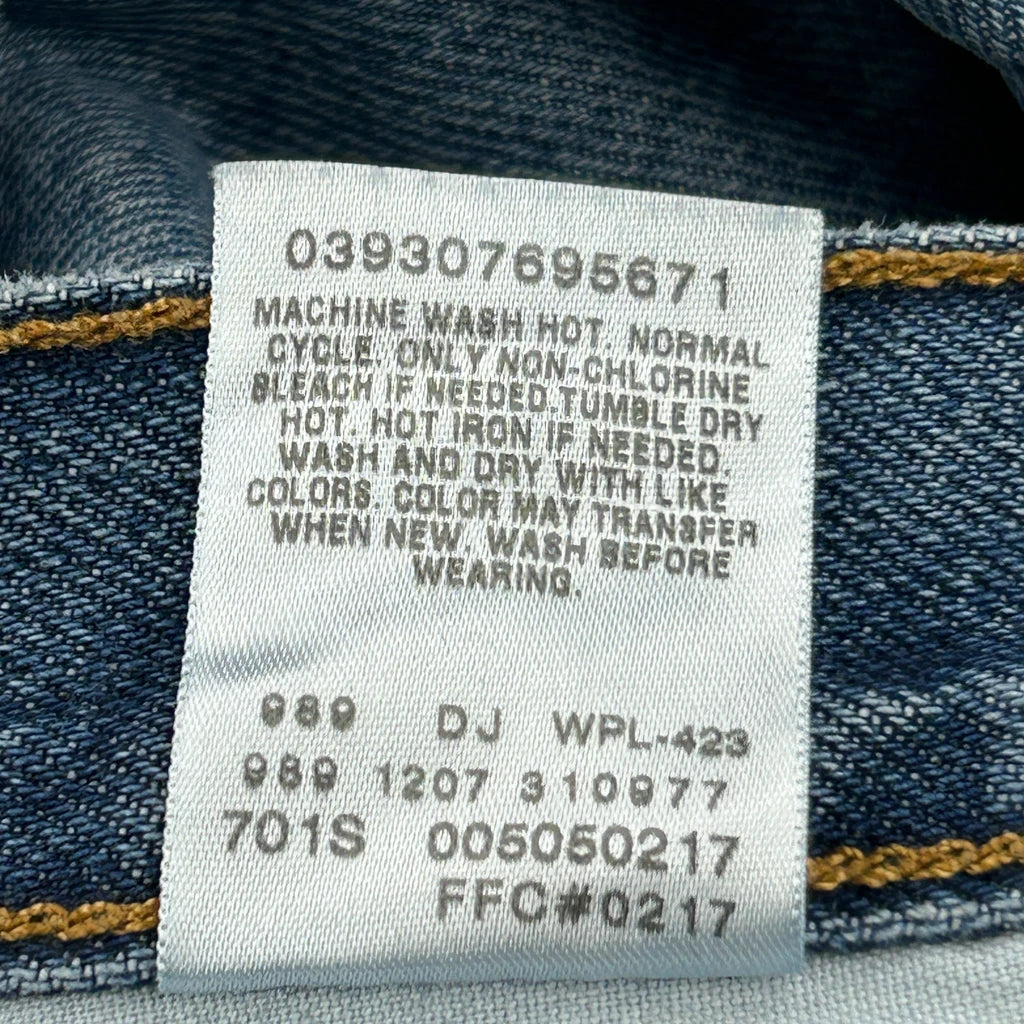 039307695671
MACHINE WASH HOT. NORMAL
CYCLE. ONLY NON-CHLORINE
BLEACH IF NEEDED.TUMBLE DRY
HOT. HOT IRON IF NEEDED.
WASH AND DRY WITH LIKE
COLORS. COLOR MAY TRANSFER
WHEN NEW. WASH BEFORE
WEARING.
989 DJ WPL-423
989 1207 310977
701S 005050217
FFC#0217